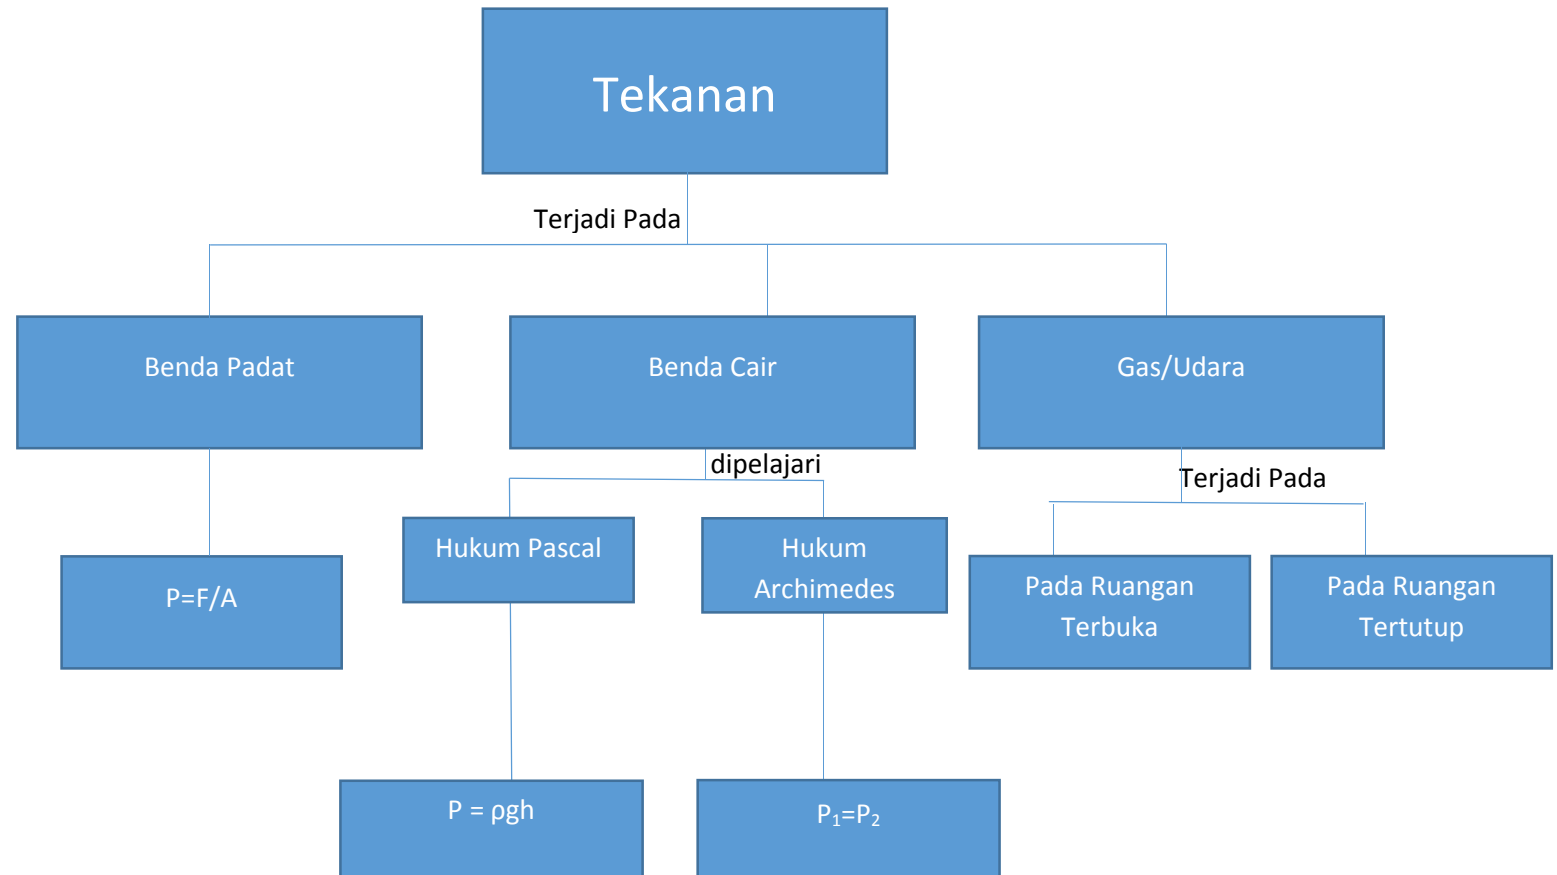 Tekanan
Terjadi Pada
Benda Padat
Benda Cair
Gas/Udara
dipelajari
Terjadi Pada
Hukum Pascal
Hukum
Archimedes
Pada Ruangan
Terbuka
Pada Ruangan
Tertutup
P=F/A
P = ρgh
P₁=P₂